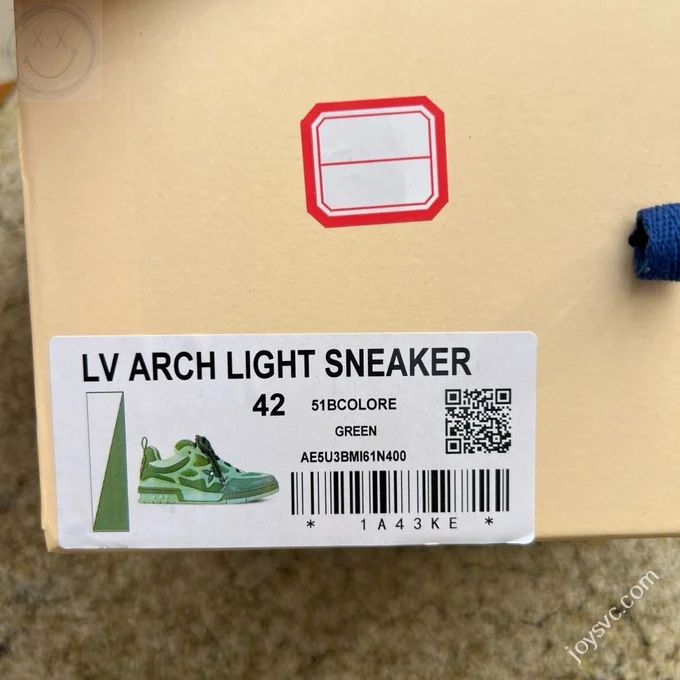 LV ARCH LIGHT SNEAKER
42 51BCOLORE
GREEN
AE5U3BMI61N400
* 1A43KE *
joysvc.com